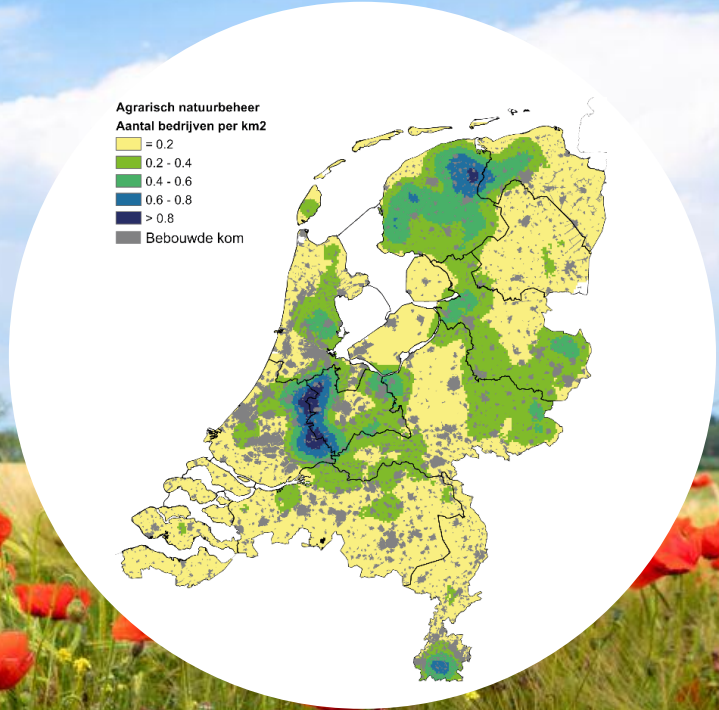 Agrarisch natuurbeheer
Aantal bedrijven per km2
= 0.2
0.2 - 0.4
0.4 - 0.6
0.6 - 0.8
> 0.8
Bebouwde kom